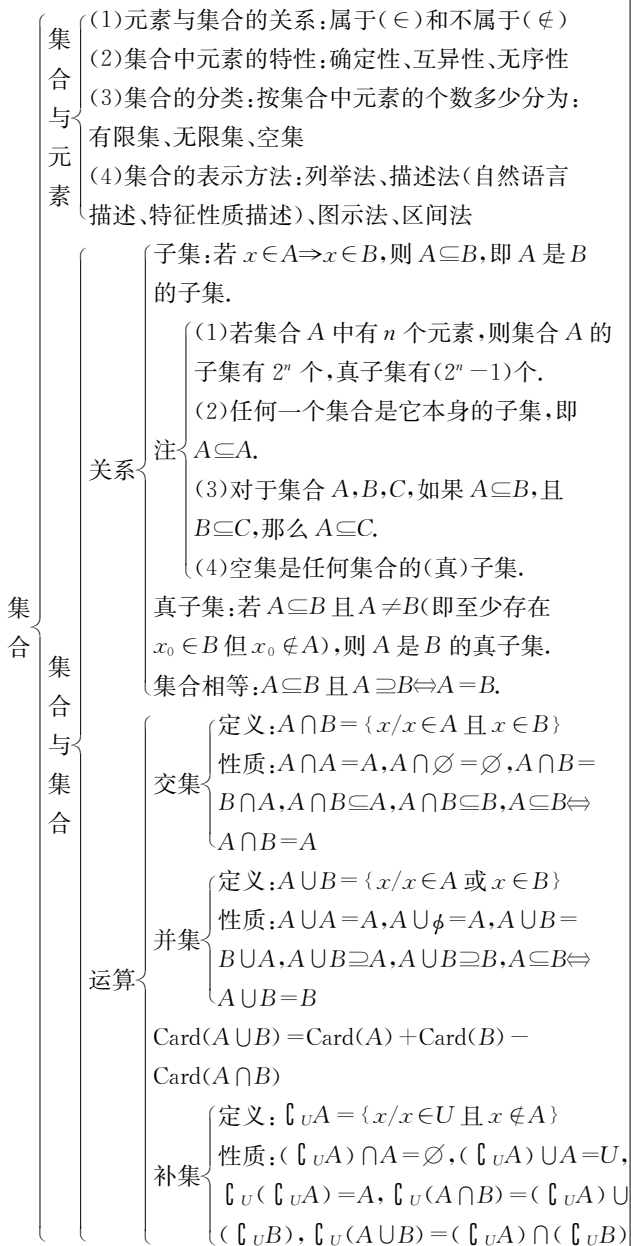 集合
集合与元素
(1)元素与集合的关系:属于(∈)和不属于(∉)
(2)集合中元素的特性:确定性、互异性、无序性
(3)集合的分类:按集合中元素的个数多少分为:
有限集、无限集、空集
(4)集合的表示方法:列举法、描述法(自然语言
描述、特征性质描述)、图示法、区间法
集合与集合
关系
子集:若 x∈A⇒x∈B,则 A⊆B,即 A 是 B
的子集.
注
(1)若集合 A 中有 n 个元素,则集合 A 的
子集有 2ⁿ 个,真子集有(2ⁿ−1)个.
(2)任何一个集合是它本身的子集,即
A⊆A.
(3)对于集合 A,B,C,如果 A⊆B,且
B⊆C,那么 A⊆C.
(4)空集是任何集合的(真)子集.
真子集:若 A⊆B 且 A≠B(即至少存在
x₀∈B 但 x₀∉A),则 A 是 B 的真子集.
集合相等:A⊆B 且 A⊇B⇔A=B.
运算
交集
定义:A∩B={x/x∈A 且 x∈B}
性质:A∩A=A,A∩∅=∅,A∩B=
B∩A,A∩B⊆A,A∩B⊆B,A⊆B⇔
A∩B=A
并集
定义:A∪B={x/x∈A 或 x∈B}
性质:A∪A=A,A∪ϕ=A,A∪B=
B∪A,A∪B⊇A,A∪B⊇B,A⊆B⇔
A∪B=B
Card(A∪B)=Card(A)+Card(B)−
Card(A∩B)
补集
定义:∁UA={x/x∈U 且 x∉A}
性质:(∁UA)∩A=∅,(∁UA)∪A=U,
∁U(∁UA)=A,∁U(A∩B)=(∁UA)∪
(∁UB),∁U(A∪B)=(∁UA)∩(∁UB)